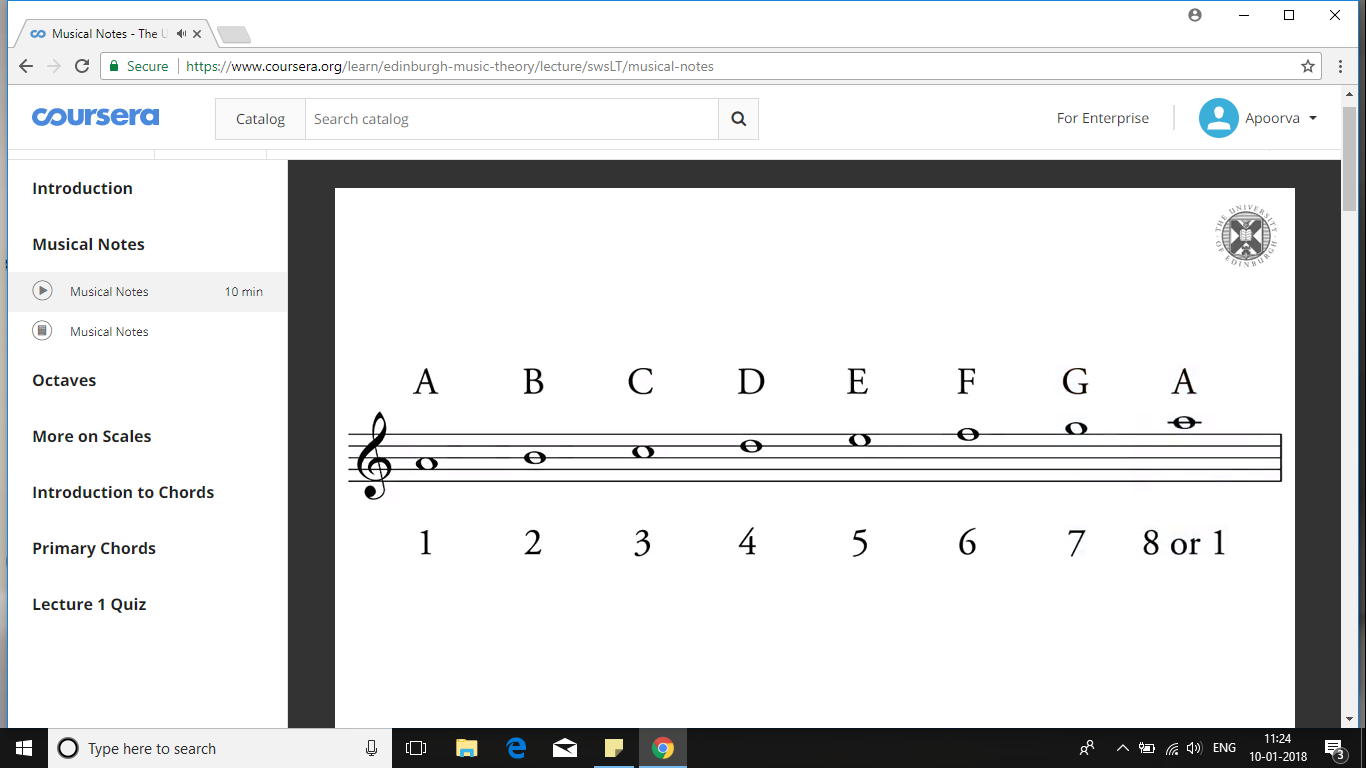 Musical Notes - The U
Secure
https://www.coursera.org/learn/edinburgh-music-theory/lecture/swsLT/musical-notes
coursera
Catalog
Search catalog
For Enterprise
Apoorva
Introduction
Musical Notes
Musical Notes 10 min
Musical Notes
Octaves
More on Scales
Introduction to Chords
Primary Chords
Lecture 1 Quiz
THE UNIVERSITY OF EDINBURGH
A B C D E F G A
1 2 3 4 5 6 7 8 or 1
Type here to search
ENG
11:24
10-01-2018
3